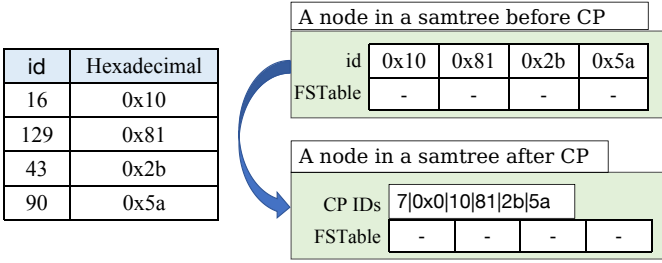 id Hexadecimal
16 0x10
129 0x81
43 0x2b
90 0x5a
A node in a samtree before CP
id 0x10 0x81 0x2b 0x5a
FSTable - - - -
A node in a samtree after CP
CP IDs 7|0x0|10|81|2b|5a
FSTable - - - -